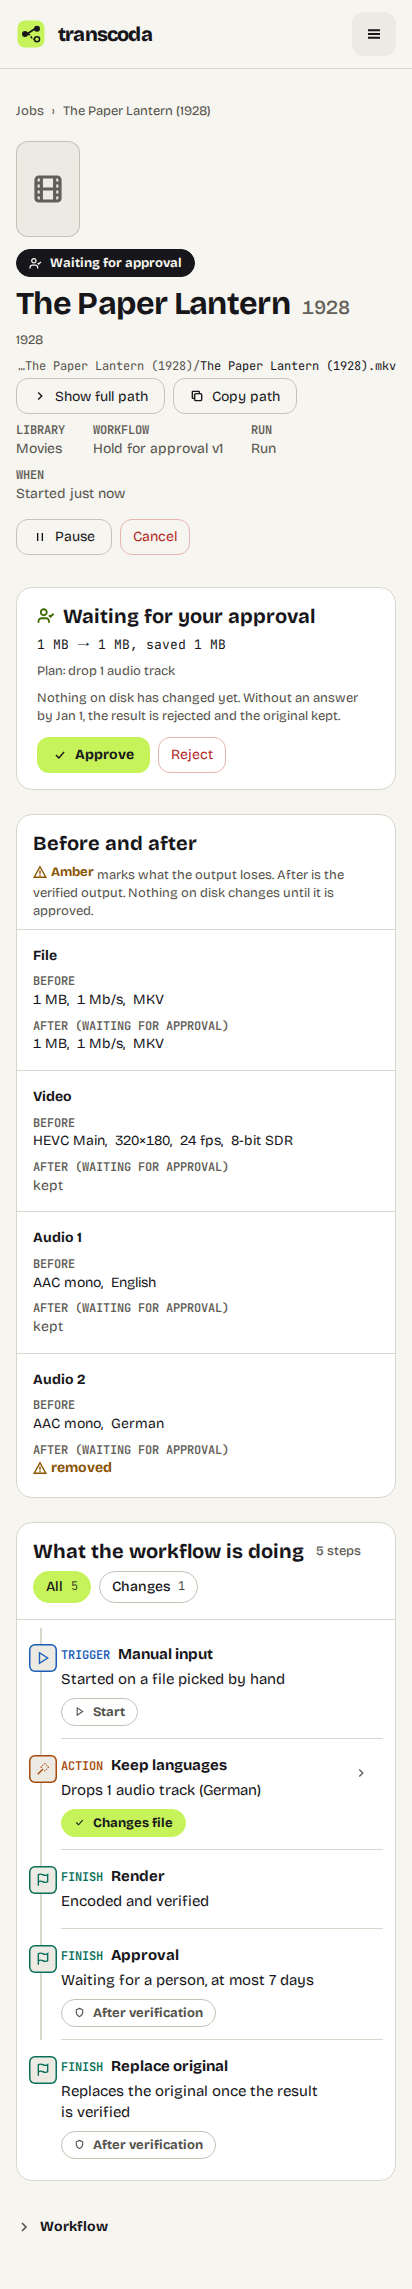 transcoda
Jobs › The Paper Lantern (1928)
Waiting for approval
The Paper Lantern 1928
1928
…The Paper Lantern (1928)/The Paper Lantern (1928).mkv
Show full path Copy path
LIBRARY WORKFLOW RUN
Movies Hold for approval v1 Run
WHEN
Started just now
Pause Cancel
Waiting for your approval
1 MB → 1 MB, saved 1 MB
Plan: drop 1 audio track
Nothing on disk has changed yet. Without an answer
by Jan 1, the result is rejected and the original kept.
Approve Reject
Before and after
Amber marks what the output loses. After is the
verified output. Nothing on disk changes until it is
approved.
File
BEFORE
1 MB, 1 Mb/s, MKV
AFTER (WAITING FOR APPROVAL)
1 MB, 1 Mb/s, MKV
Video
BEFORE
HEVC Main, 320×180, 24 fps, 8-bit SDR
AFTER (WAITING FOR APPROVAL)
kept
Audio 1
BEFORE
AAC mono, English
AFTER (WAITING FOR APPROVAL)
kept
Audio 2
BEFORE
AAC mono, German
AFTER (WAITING FOR APPROVAL)
removed
What the workflow is doing 5 steps
All 5 Changes 1
TRIGGER Manual input
Started on a file picked by hand
Start
ACTION Keep languages
Drops 1 audio track (German)
Changes file
FINISH Render
Encoded and verified
FINISH Approval
Waiting for a person, at most 7 days
After verification
FINISH Replace original
Replaces the original once the result
is verified
After verification
Workflow